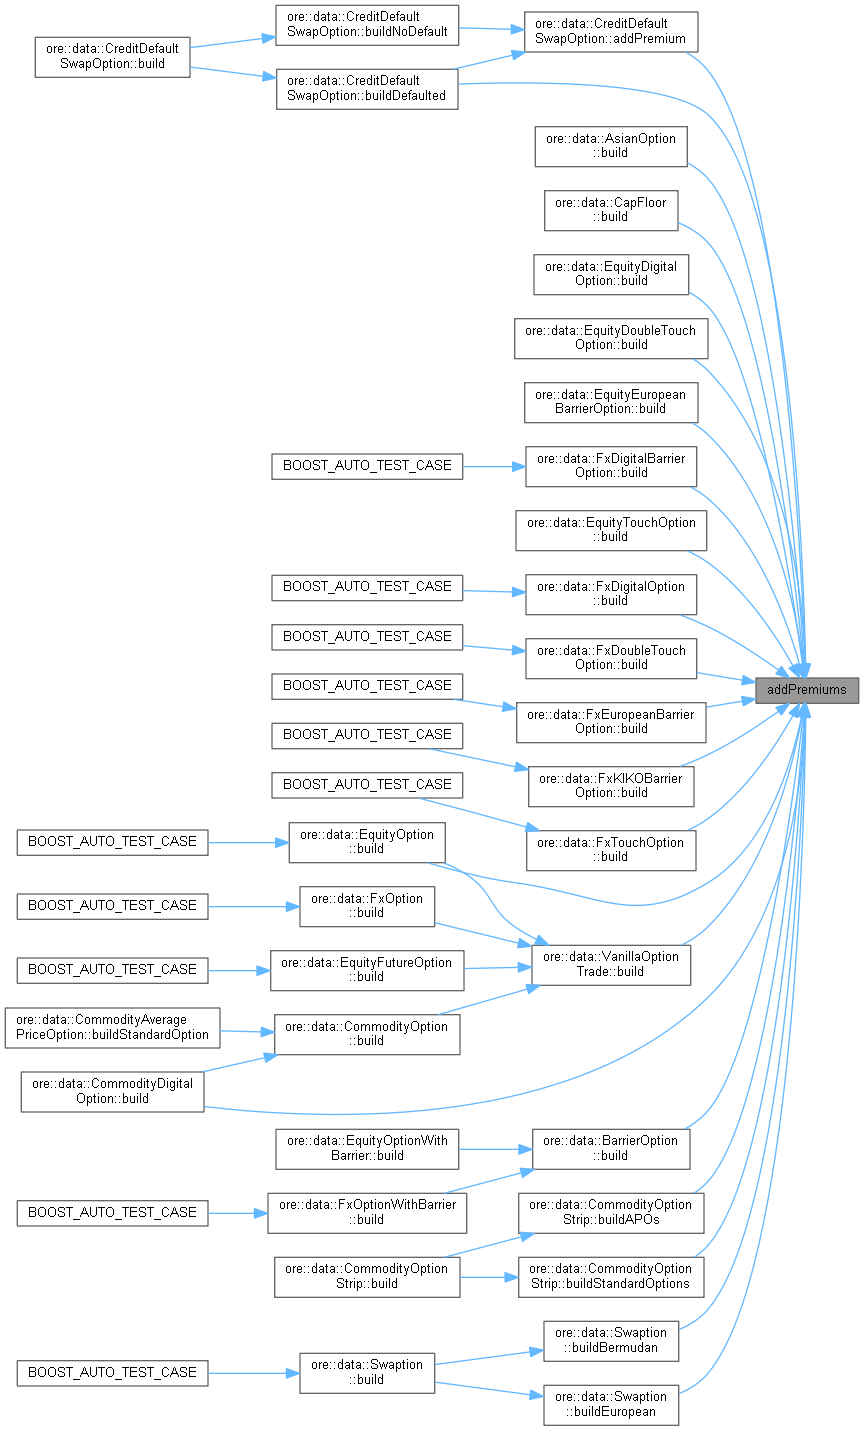 ore::data::CreditDefault
SwapOption::build
ore::data::CreditDefault
SwapOption::buildNoDefault
ore::data::CreditDefault
SwapOption::buildDefaulted
ore::data::CreditDefault
SwapOption::addPremium
ore::data::AsianOption
::build
ore::data::CapFloor
::build
ore::data::EquityDigital
Option::build
ore::data::EquityDoubleTouch
Option::build
ore::data::EquityEuropean
BarrierOption::build
BOOST_AUTO_TEST_CASE
ore::data::FxDigitalBarrier
Option::build
ore::data::EquityTouchOption
::build
BOOST_AUTO_TEST_CASE
ore::data::FxDigitalOption
::build
BOOST_AUTO_TEST_CASE
ore::data::FxDoubleTouch
Option::build
addPremiums
BOOST_AUTO_TEST_CASE
ore::data::FxEuropeanBarrier
Option::build
BOOST_AUTO_TEST_CASE
ore::data::FxKIKOBarrier
Option::build
BOOST_AUTO_TEST_CASE
ore::data::FxTouchOption
::build
BOOST_AUTO_TEST_CASE
ore::data::EquityOption
::build
BOOST_AUTO_TEST_CASE
ore::data::FxOption
::build
BOOST_AUTO_TEST_CASE
ore::data::EquityFutureOption
::build
ore::data::VanillaOption
Trade::build
ore::data::CommodityAverage
PriceOption::buildStandardOption
ore::data::CommodityOption
::build
ore::data::CommodityDigital
Option::build
ore::data::EquityOptionWith
Barrier::build
ore::data::BarrierOption
::build
BOOST_AUTO_TEST_CASE
ore::data::FxOptionWithBarrier
::build
ore::data::CommodityOption
Strip::buildAPOs
ore::data::CommodityOption
Strip::build
ore::data::CommodityOption
Strip::buildStandardOptions
BOOST_AUTO_TEST_CASE
ore::data::Swaption
::build
ore::data::Swaption
::buildBermudan
ore::data::Swaption
::buildEuropean